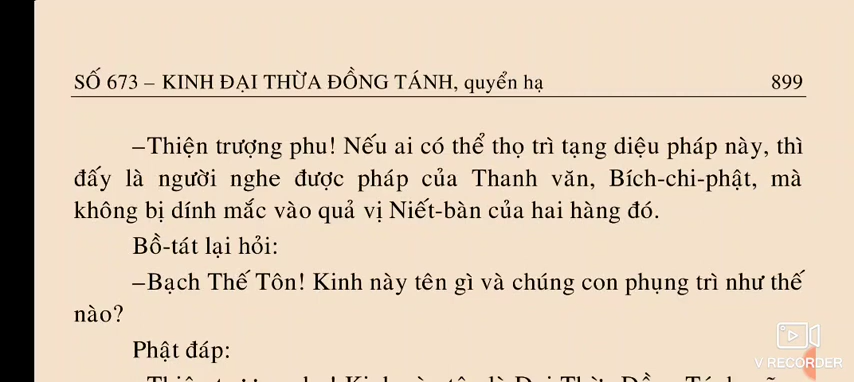 SỐ 673 – KINH ĐẠI THỪA ĐỒNG TÁNH, quyển hạ 899
–Thiện trượng phu! Nếu ai có thể thọ trì tạng diệu pháp này, thì
đấy là người nghe được pháp của Thanh văn, Bích-chi-phật, mà
không bị dính mắc vào quả vị Niết-bàn của hai hàng đó.
Bồ-tát lại hỏi:
–Bạch Thế Tôn! Kinh này tên gì và chúng con phụng trì như thế
nào?
Phật đáp:
V RECORDER